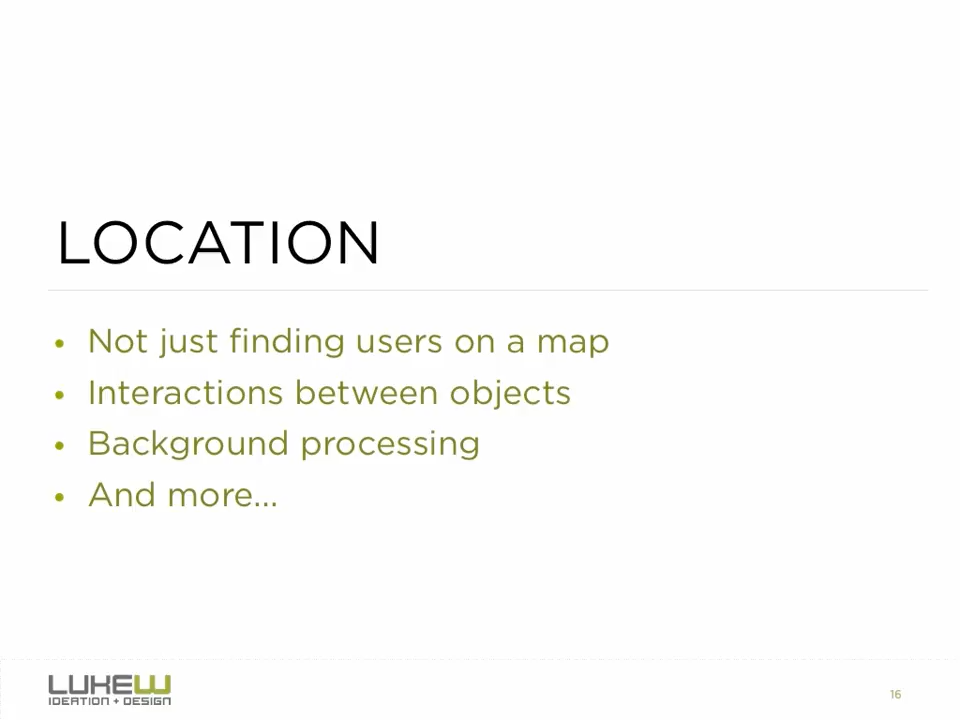 LOCATION
• Not just finding users on a map
• Interactions between objects
• Background processing
• And more...
LUKEW
IDEATION + DESIGN
16